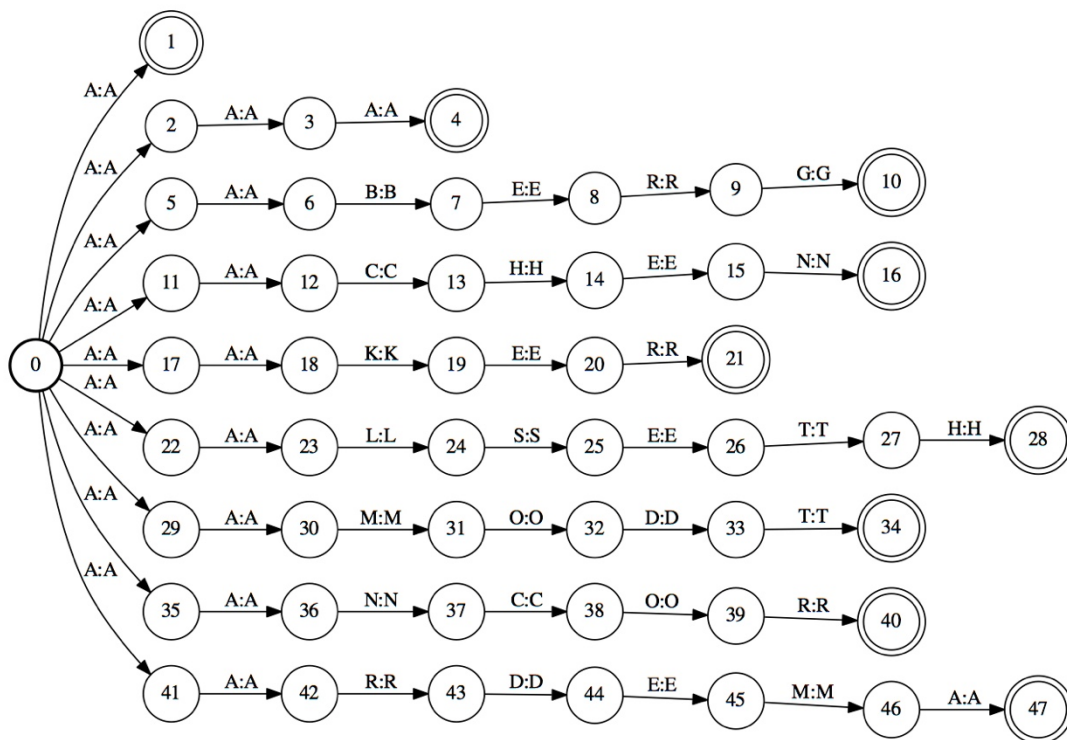 A:A 1
A:A 2 A:A 3 A:A 4
A:A 5 A:A 6 B:B 7 E:E 8 R:R 9 G:G 10
A:A 11 A:A 12 C:C 13 H:H 14 E:E 15 N:N 16
0 A:A 17 A:A 18 K:K 19 E:E 20 R:R 21
A:A 22 A:A 23 L:L 24 S:S 25 E:E 26 T:T 27 H:H 28
A:A 29 A:A 30 M:M 31 O:O 32 D:D 33 T:T 34
A:A 35 A:A 36 N:N 37 C:C 38 O:O 39 R:R 40
A:A 41 A:A 42 R:R 43 D:D 44 E:E 45 M:M 46 A:A 47